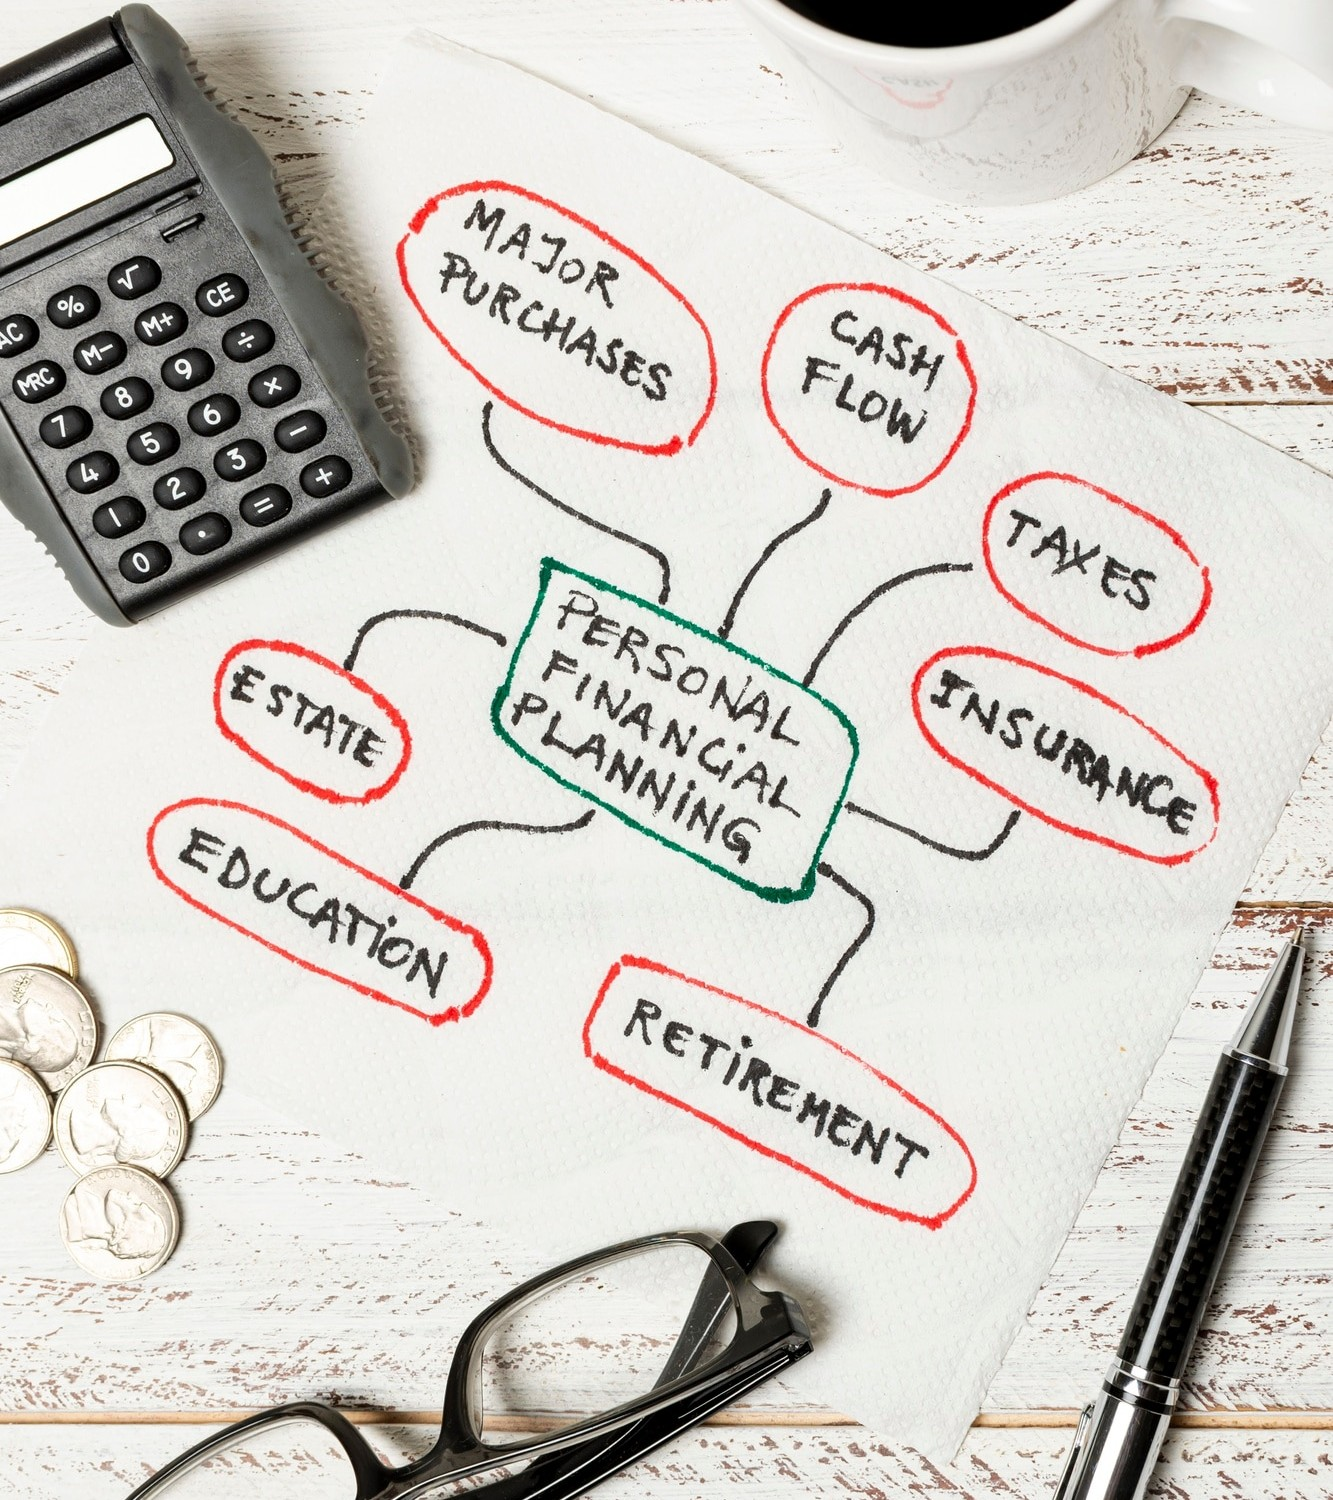 MAJOR
PURCHASES
CASH
FLOW
TAXES
INSURANCE
PERSONAL
FINANCIAL
PLANNING
ESTATE
EDUCATION
RETIREMENT
% √
AC M- M+ CE
MRC 8 9 ÷
7 5 6 ×
4 2 3 −
1 . = +
0